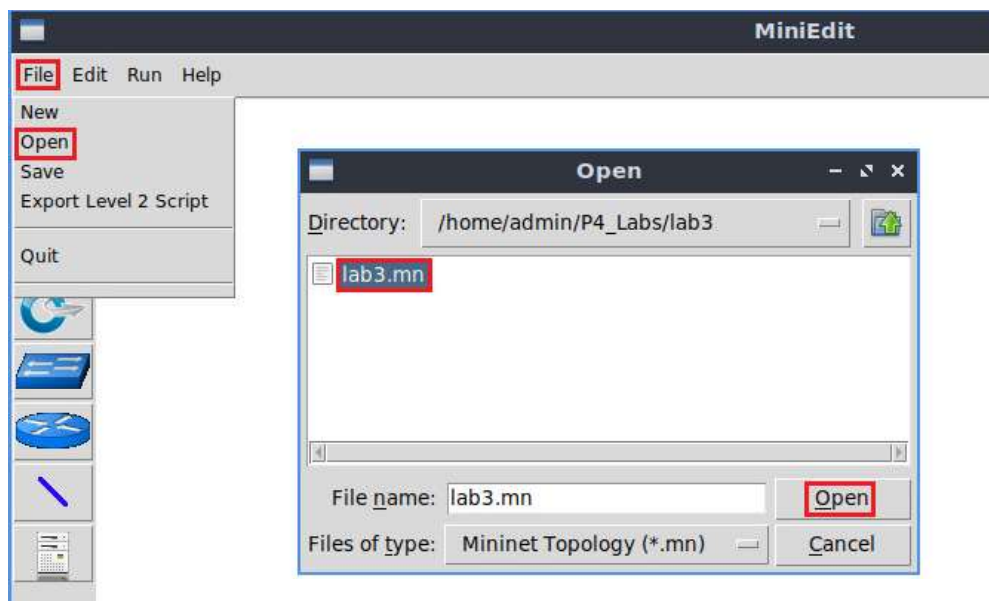 MiniEdit
File Edit Run Help
New
Open
Save
Export Level 2 Script
Quit
Open
Directory: /home/admin/P4_Labs/lab3
lab3.mn
File name: lab3.mn Open
Files of type: Mininet Topology (*.mn) Cancel